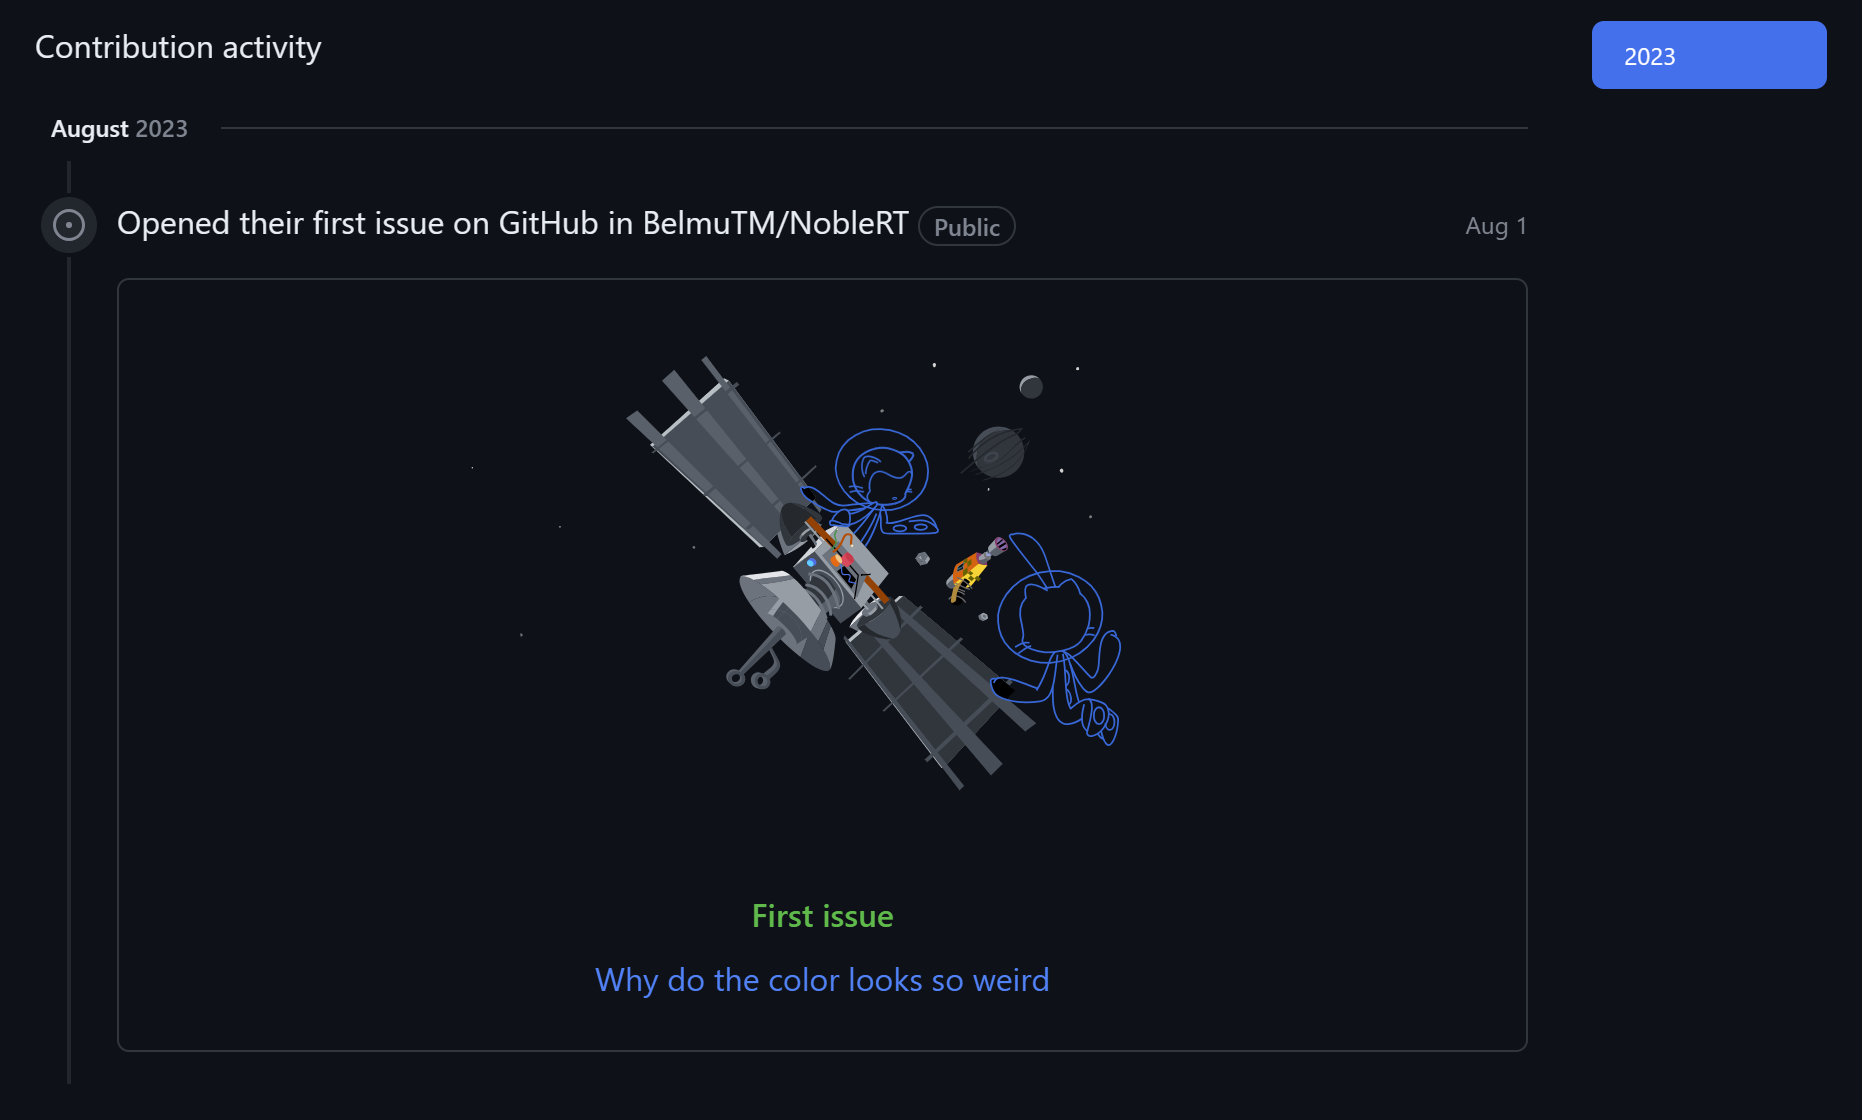 Contribution activity
2023
August 2023
Opened their first issue on GitHub in BelmuTM/NobleRT Public
Aug 1
First issue
Why do the color looks so weird